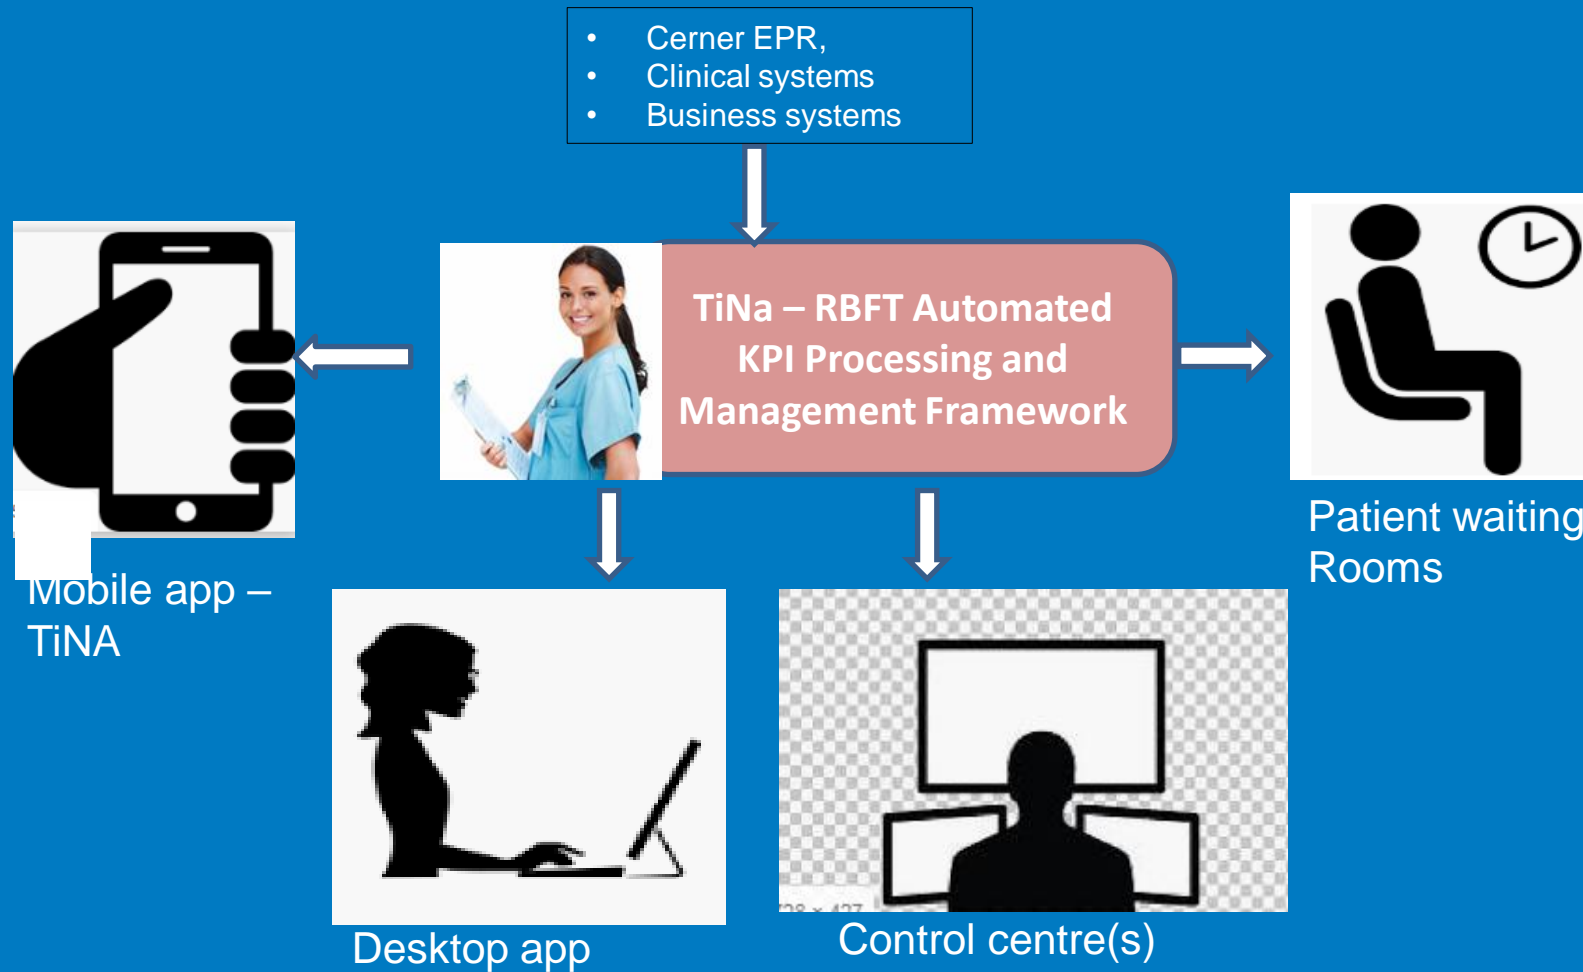 • Cerner EPR,
• Clinical systems
• Business systems
TiNa – RBFT Automated
KPI Processing and
Management Framework
Mobile app –
TiNA
Patient waiting
Rooms
Desktop app
Control centre(s)